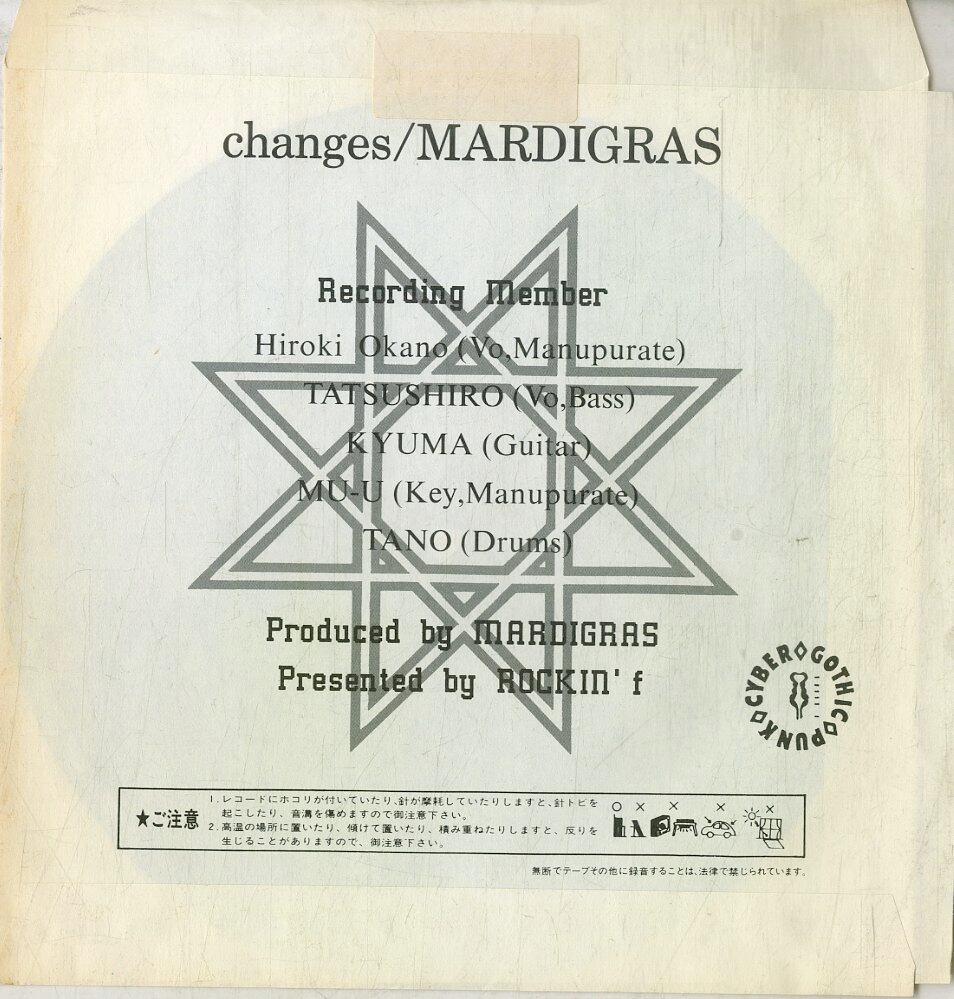 changes/MARDIGRAS
Recording Member
Hiroki Okano (Vo,Manupurate)
TATSUSHIRO (Vo,Bass)
KYUMA (Guitar)
MU-U (Key,Manupurate)
TANO (Drums)
Produced by MARDIGRAS
Presented by ROCKIN'f
CYBER◇GOTHIC◇PUNK◇
★ご注意
1.レコードにホコリが付いていたり、針が摩耗していたりしますと、針トビを
起こしたり、音溝を傷めますので御注意下さい。
2.高温の場所に置いたり、傾けて置いたり、積み重ねたりしますと、反りを
生じることがありますので、御注意下さい。
○ × × × ×
無断でテープその他に録音することは、法律で禁じられています。